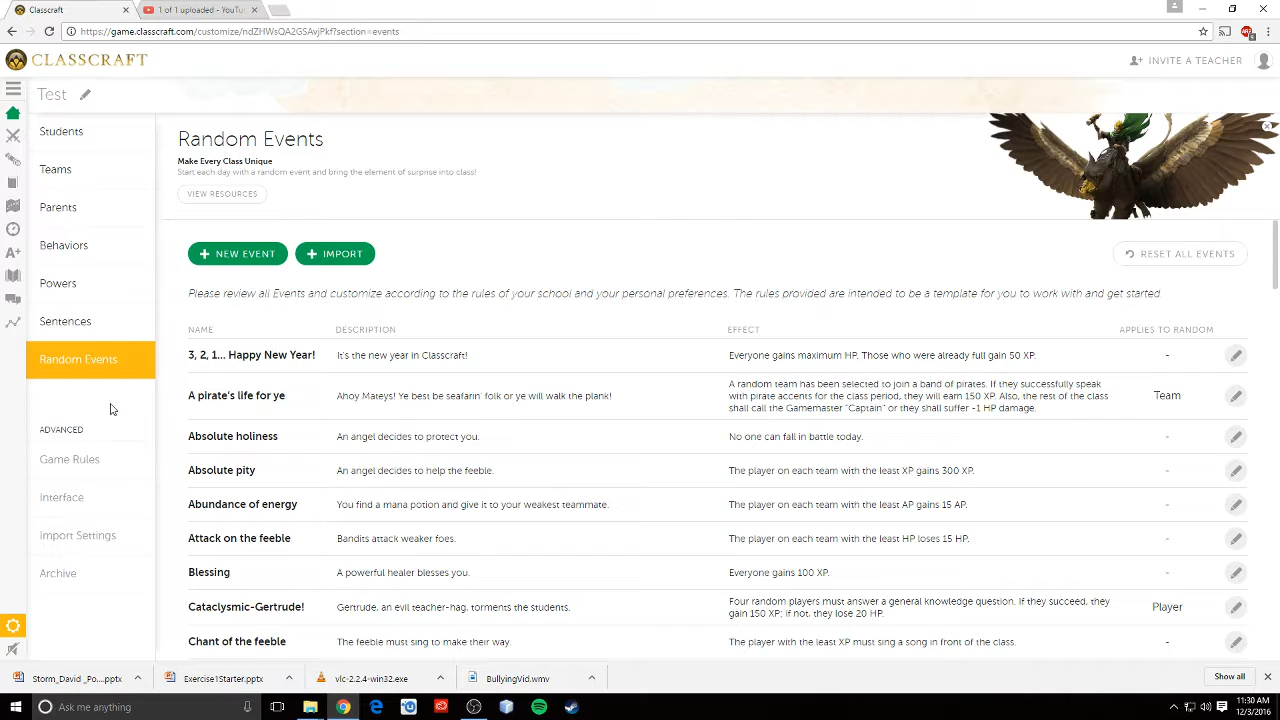 Classcraft
1 of 1 uploaded - YouTu
https://game.classcraft.com/customize/ndZHWsQA2GSAvjPkf?section=events
CLASSCRAFT
INVITE A TEACHER
Test
Students
Teams
Parents
Behaviors
Powers
Sentences
Random Events
ADVANCED
Game Rules
Interface
Import Settings
Archive
Random Events
Make Every Class Unique
Start each day with a random event and bring the element of surprise into class!
VIEW RESOURCES
+ NEW EVENT
+ IMPORT
RESET ALL EVENTS
Please review all Events and customize according to the rules of your school and your personal preferences. The rules provided are intended to be a template for you to work with and get started.
NAME DESCRIPTION EFFECT APPLIES TO RANDOM
3, 2, 1... Happy New Year! It's the new year in Classcraft! Everyone gains maximum HP. Those who were already full gain 50 XP. -
A pirate's life for ye Ahoy Mateys! Ye best be seafarin' folk or ye will walk the plank! A random team has been selected to join a band of pirates. If they successfully speak
with pirate accents for the class period, they will earn 150 XP. Also, the rest of the class
shall call the Gamemaster "Captain" or they shall suffer -1 HP damage. Team
Absolute holiness An angel decides to protect you. No one can fall in battle today. -
Absolute pity An angel decides to help the feeble. The player on each team with the least XP gains 300 XP. -
Abundance of energy You find a mana potion and give it to your weakest teammate. The player on each team with the least AP gains 15 AP. -
Attack on the feeble Bandits attack weaker foes. The player on each team with the least HP loses 15 HP. -
Blessing A powerful healer blesses you. Everyone gains 100 XP. -
Cataclysmic-Gertrude! Gertrude, an evil teacher-hag, torments the students. Four random players must answer a general knowledge question. If they succeed, they
gain 150 XP; if not, they lose 20 HP. Player
Chant of the feeble The feeble must sing to make their way. The player with the least XP must sing a song in front of the class. -
Storm_David _Fo....pptx
Exercise1Starter.pptx
vlc-2.2.4-win32.exe
BullyingVid.wmv
Show all
Ask me anything
11:30 AM
12/3/2016